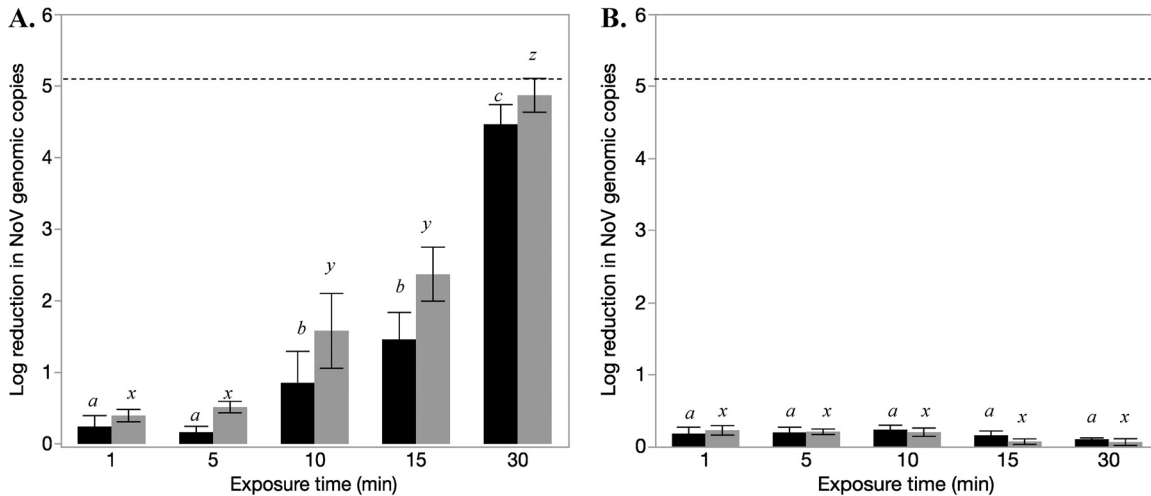 A.
Log reduction in NoV genomic copies
6
5
4
3
2
1
0
a x a x b y b y c z
1 5 10 15 30
Exposure time (min)
B.
Log reduction in NoV genomic copies
6
5
4
3
2
1
0
a x a x a x a x a x
1 5 10 15 30
Exposure time (min)